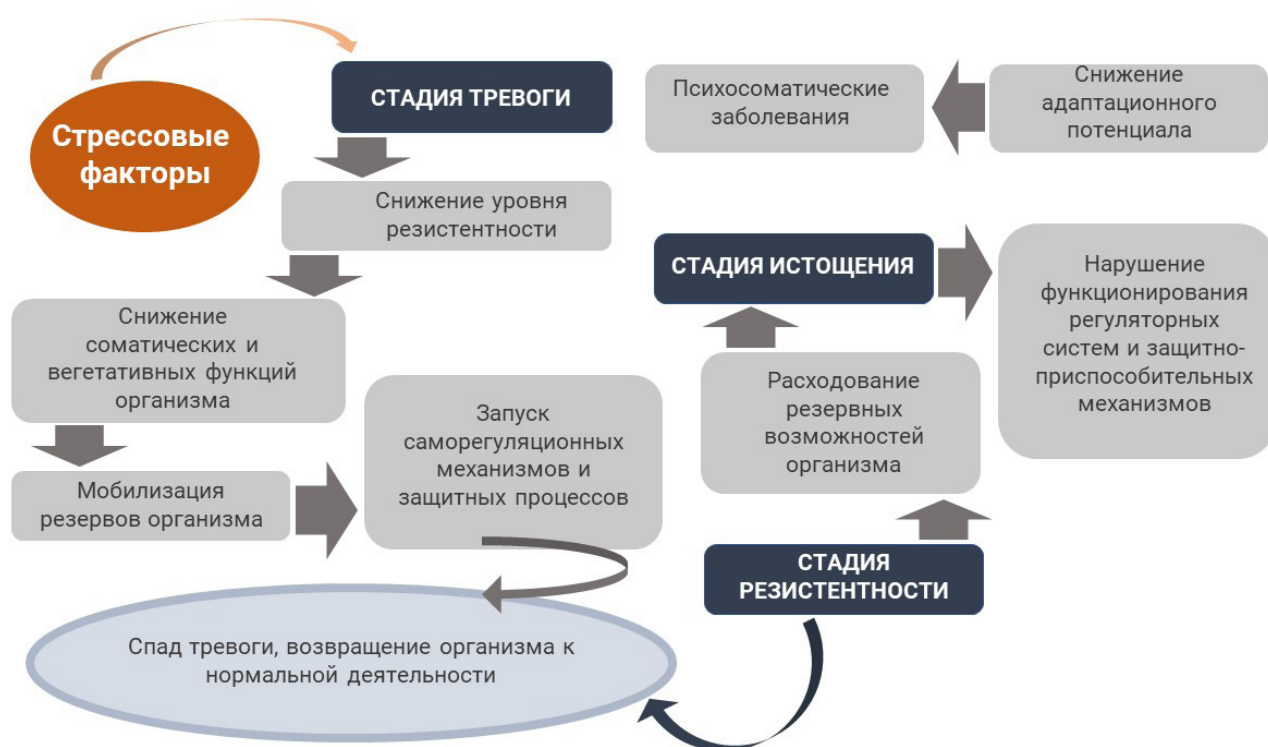 Стрессовые
факторы
СТАДИЯ ТРЕВОГИ
Снижение уровня
резистентности
Снижение
соматических и
вегетативных функций
организма
Мобилизация
резервов организма
Запуск
саморегуляционных
механизмов и
защитных процессов
Спад тревоги, возвращение организма к
нормальной деятельности
СТАДИЯ
РЕЗИСТЕНТНОСТИ
Расходование
резервных
возможностей
организма
СТАДИЯ ИСТОЩЕНИЯ
Нарушение
функционирования
регуляторных
систем и защитно-
приспособительных
механизмов
Снижение
адаптационного
потенциала
Психосоматические
заболевания